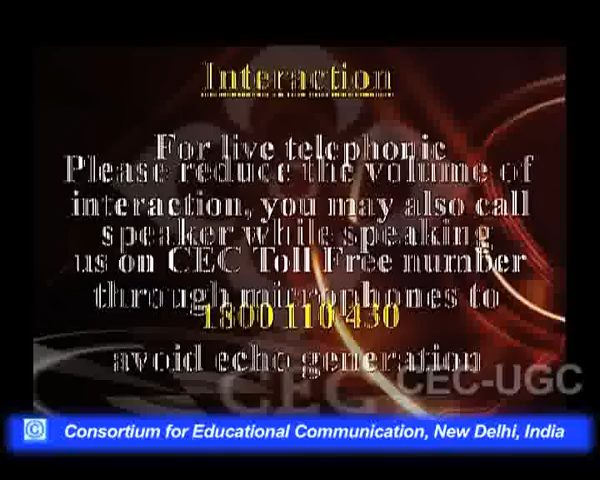 Interaction
For live telephonic
Please reduce the volume of
interaction, you may also call
speaker while speaking
us on CEC Toll Free number
through microphones to
1800 110 430
avoid echo generation
CEC
CEC-UGC
© Consortium for Educational Communication, New Delhi, India